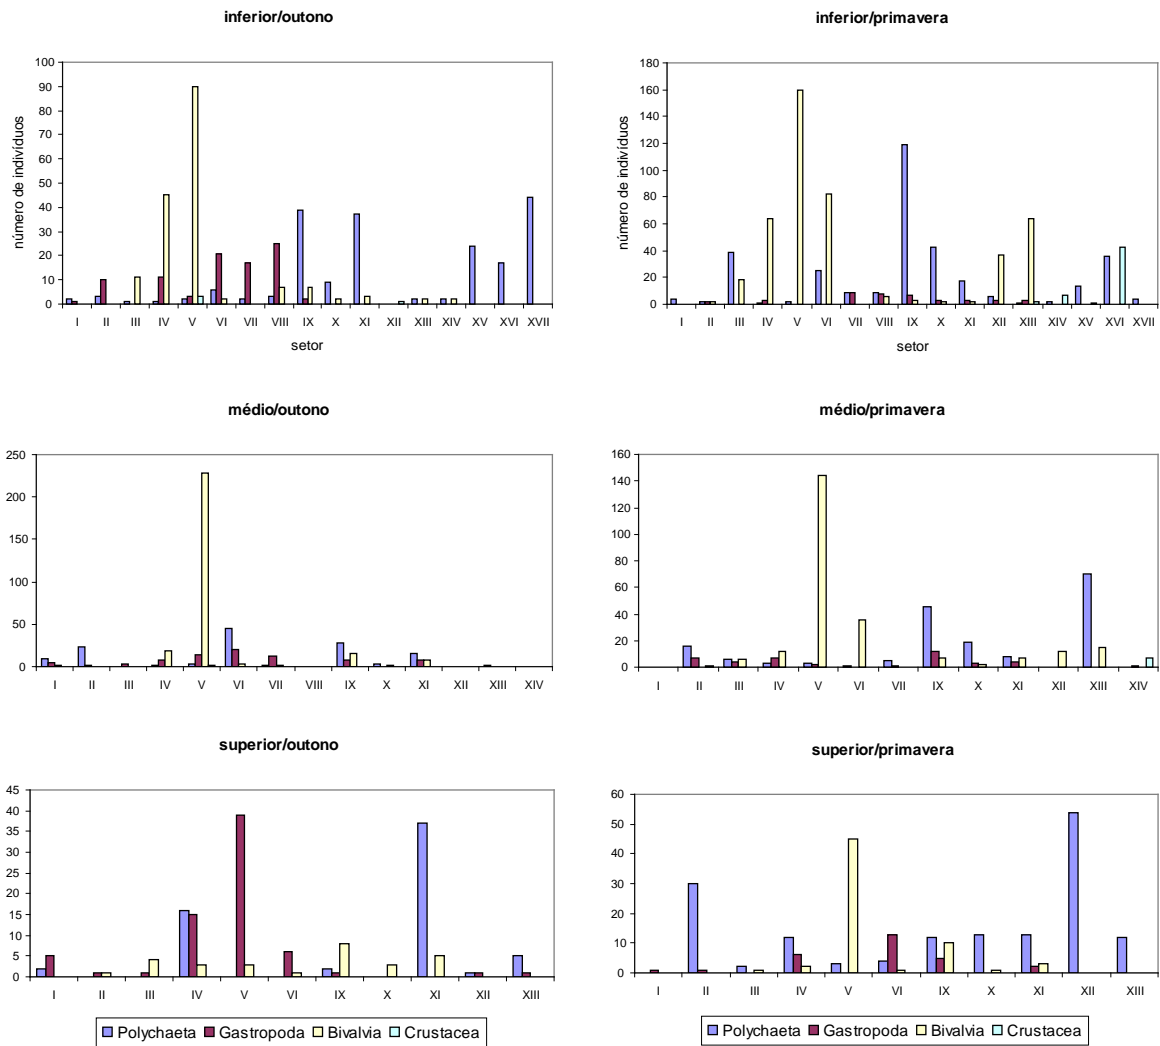 inferior/outono
100
90
80
70
60
50
40
30
20
10
0
número de indivíduos
I II III IV V VI VII VIII IX X XI XII XIII XIV XV XVI XVII
setor
inferior/primavera
180
160
140
120
100
80
60
40
20
0
número de indivíduos
I II III IV V VI VII VIII IX X XI XII XIII XIV XV XVI XVII
setor
médio/outono
250
200
150
100
50
0
I II III IV V VI VII VIII IX X XI XII XIII XIV
médio/primavera
160
140
120
100
80
60
40
20
0
I II III IV V VI VII IX X XI XII XIII XIV
superior/outono
45
40
35
30
25
20
15
10
5
0
I II III IV V VI IX X XI XII XIII
Polychaeta Gastropoda Bivalvia Crustacea
superior/primavera
60
50
40
30
20
10
0
I II III IV V VI IX X XI XII XIII
Polychaeta Gastropoda Bivalvia Crustacea